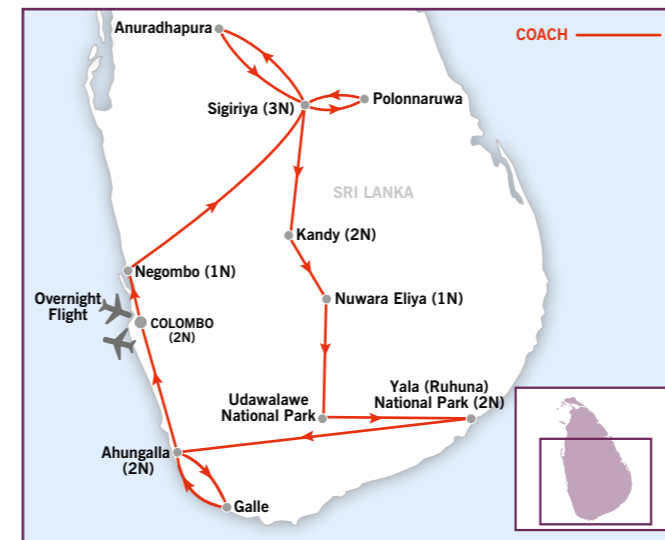 Anuradhapura
COACH
Sigiriya (3N)
Polonnaruwa
SRI LANKA
Kandy (2N)
Negombo (1N)
Overnight
Flight
COLOMBO
(2N)
Nuwara Eliya (1N)
Udawalawe
National Park
Yala (Ruhuna)
National Park (2N)
Ahungalla
(2N)
Galle